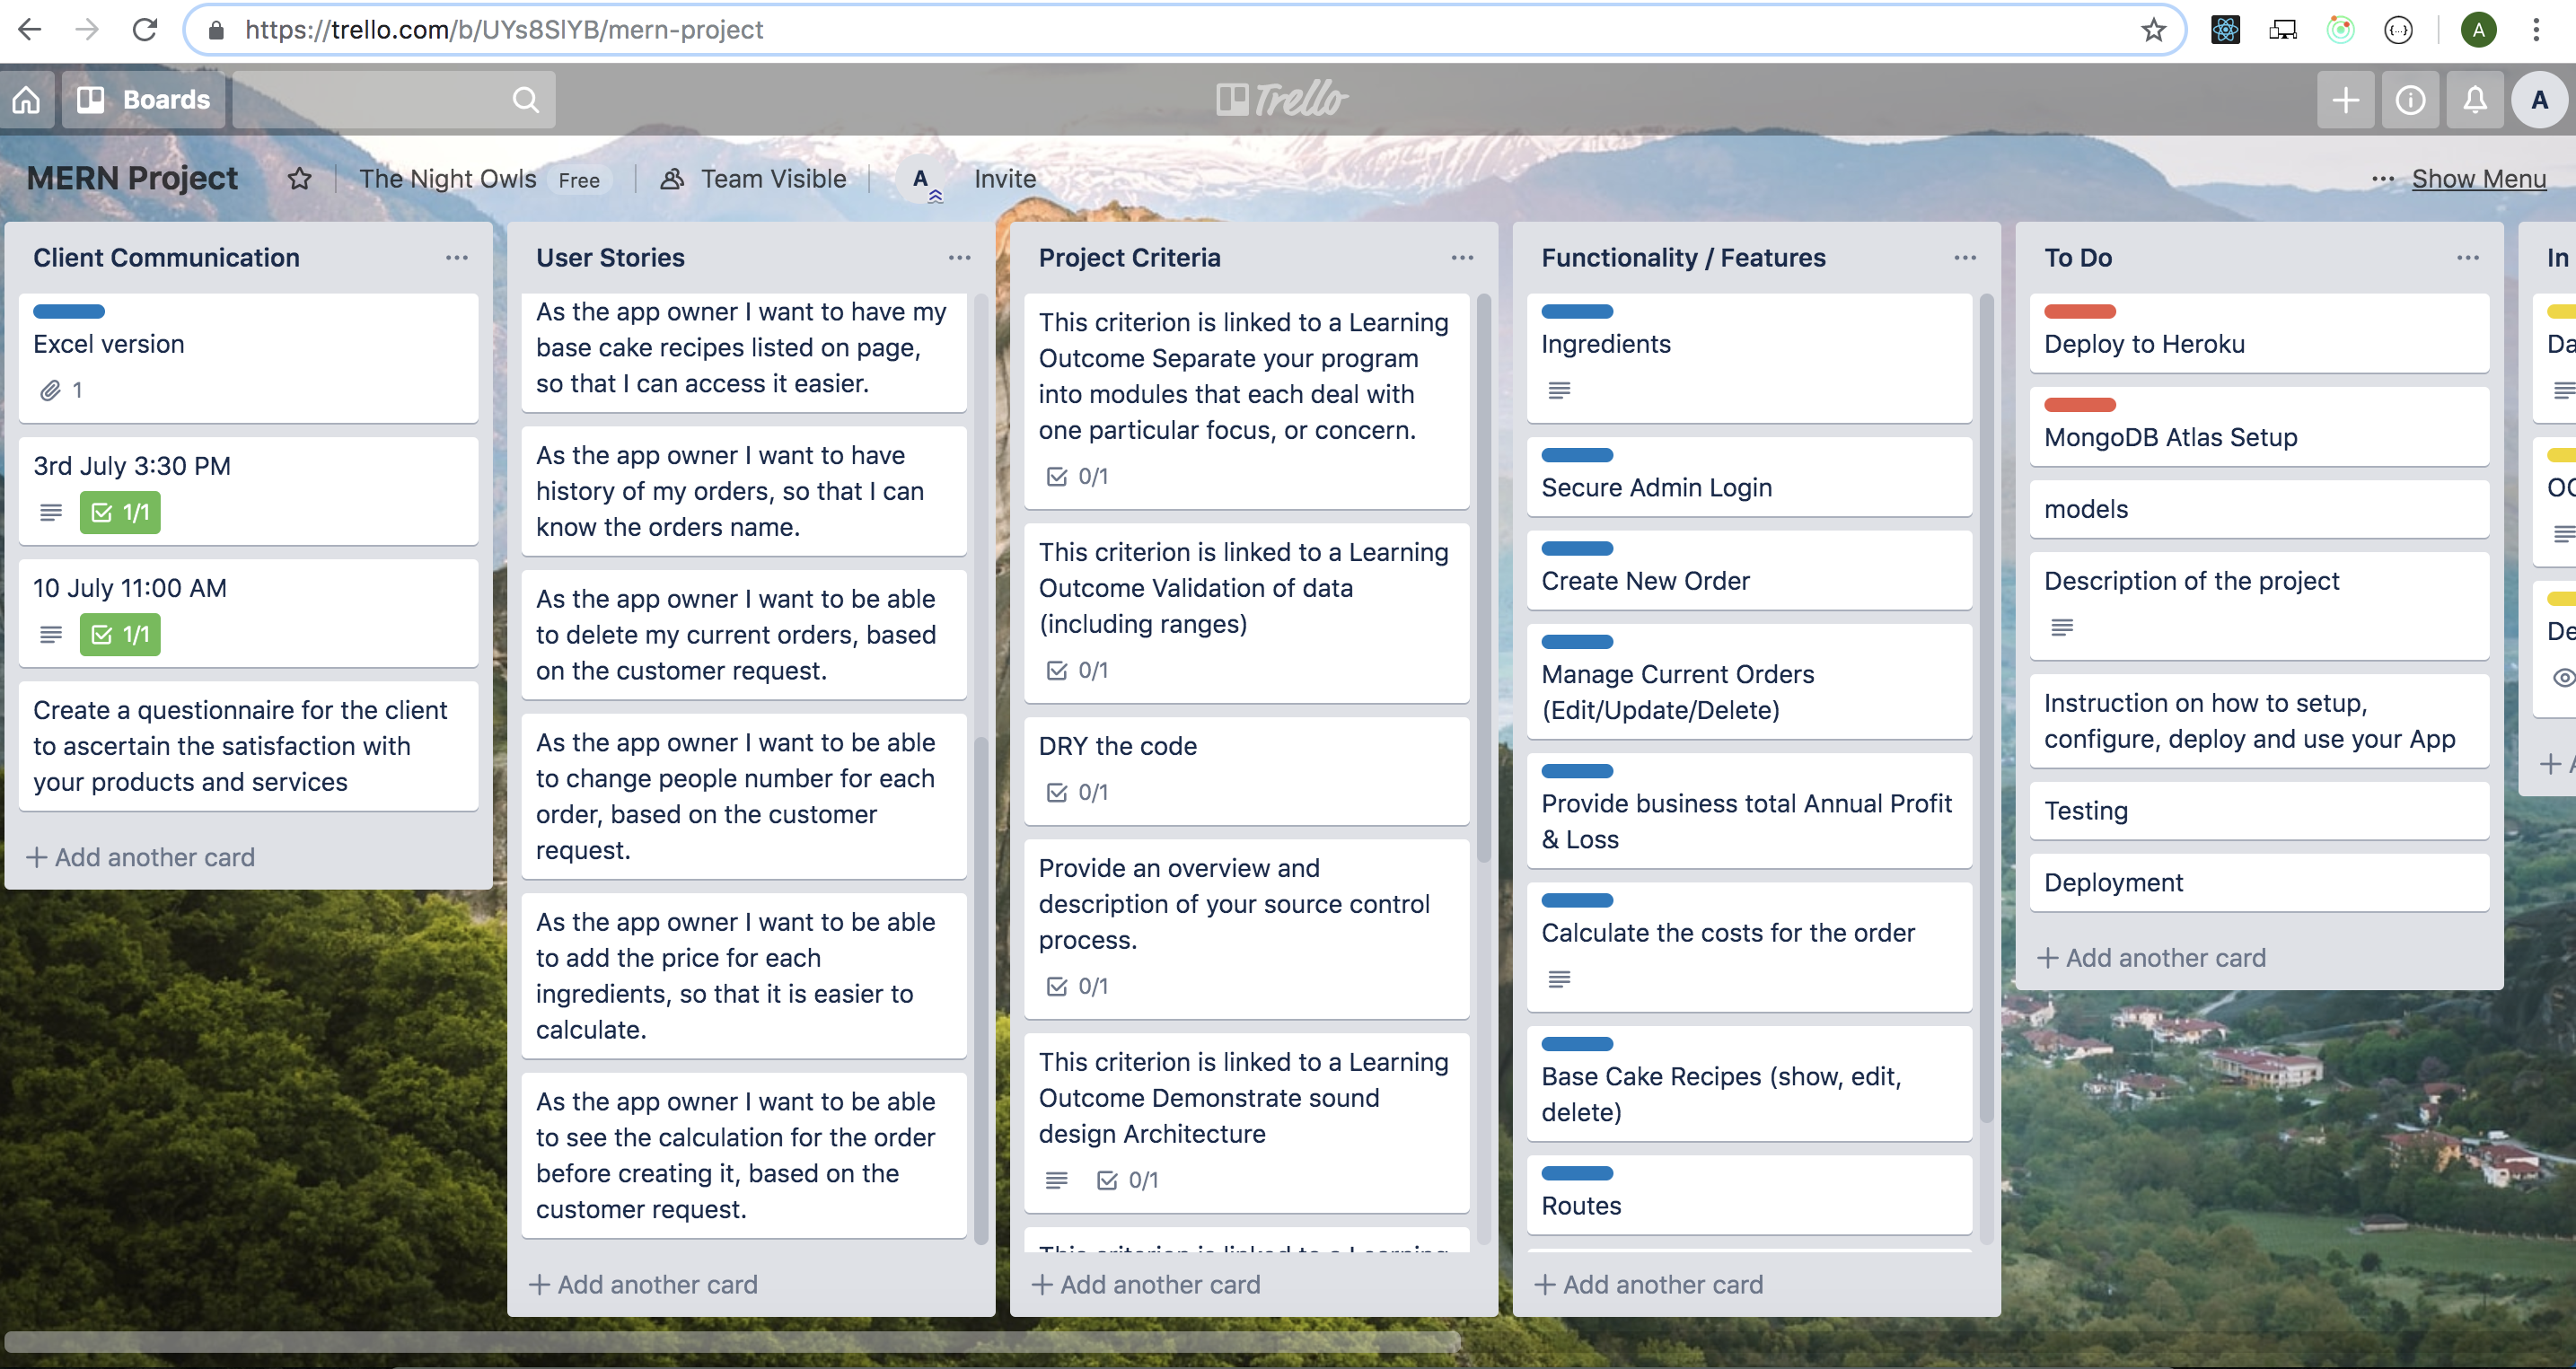 https://trello.com/b/UYs8SlYB/mern-project
A
Boards
Trello
A
MERN Project
The Night Owls
Free
Team Visible
A
Invite
Show Menu
Client Communication
Excel version
1
3rd July 3:30 PM
1/1
10 July 11:00 AM
1/1
Create a questionnaire for the client
to ascertain the satisfaction with
your products and services
+ Add another card
User Stories
As the app owner I want to have my
base cake recipes listed on page,
so that I can access it easier.
As the app owner I want to have
history of my orders, so that I can
know the orders name.
As the app owner I want to be able
to delete my current orders, based
on the customer request.
As the app owner I want to be able
to change people number for each
order, based on the customer
request.
As the app owner I want to be able
to add the price for each
ingredients, so that it is easier to
calculate.
As the app owner I want to be able
to see the calculation for the order
before creating it, based on the
customer request.
+ Add another card
Project Criteria
This criterion is linked to a Learning
Outcome Separate your program
into modules that each deal with
one particular focus, or concern.
0/1
This criterion is linked to a Learning
Outcome Validation of data
(including ranges)
0/1
DRY the code
0/1
Provide an overview and
description of your source control
process.
0/1
This criterion is linked to a Learning
Outcome Demonstrate sound
design Architecture
0/1
This criterion is linked to a Learning
+ Add another card
Functionality / Features
Ingredients
Secure Admin Login
Create New Order
Manage Current Orders
(Edit/Update/Delete)
Provide business total Annual Profit
& Loss
Calculate the costs for the order
Base Cake Recipes (show, edit,
delete)
Routes
+ Add another card
To Do
Deploy to Heroku
MongoDB Atlas Setup
models
Description of the project
Instruction on how to setup,
configure, deploy and use your App
Testing
Deployment
+ Add another card
In